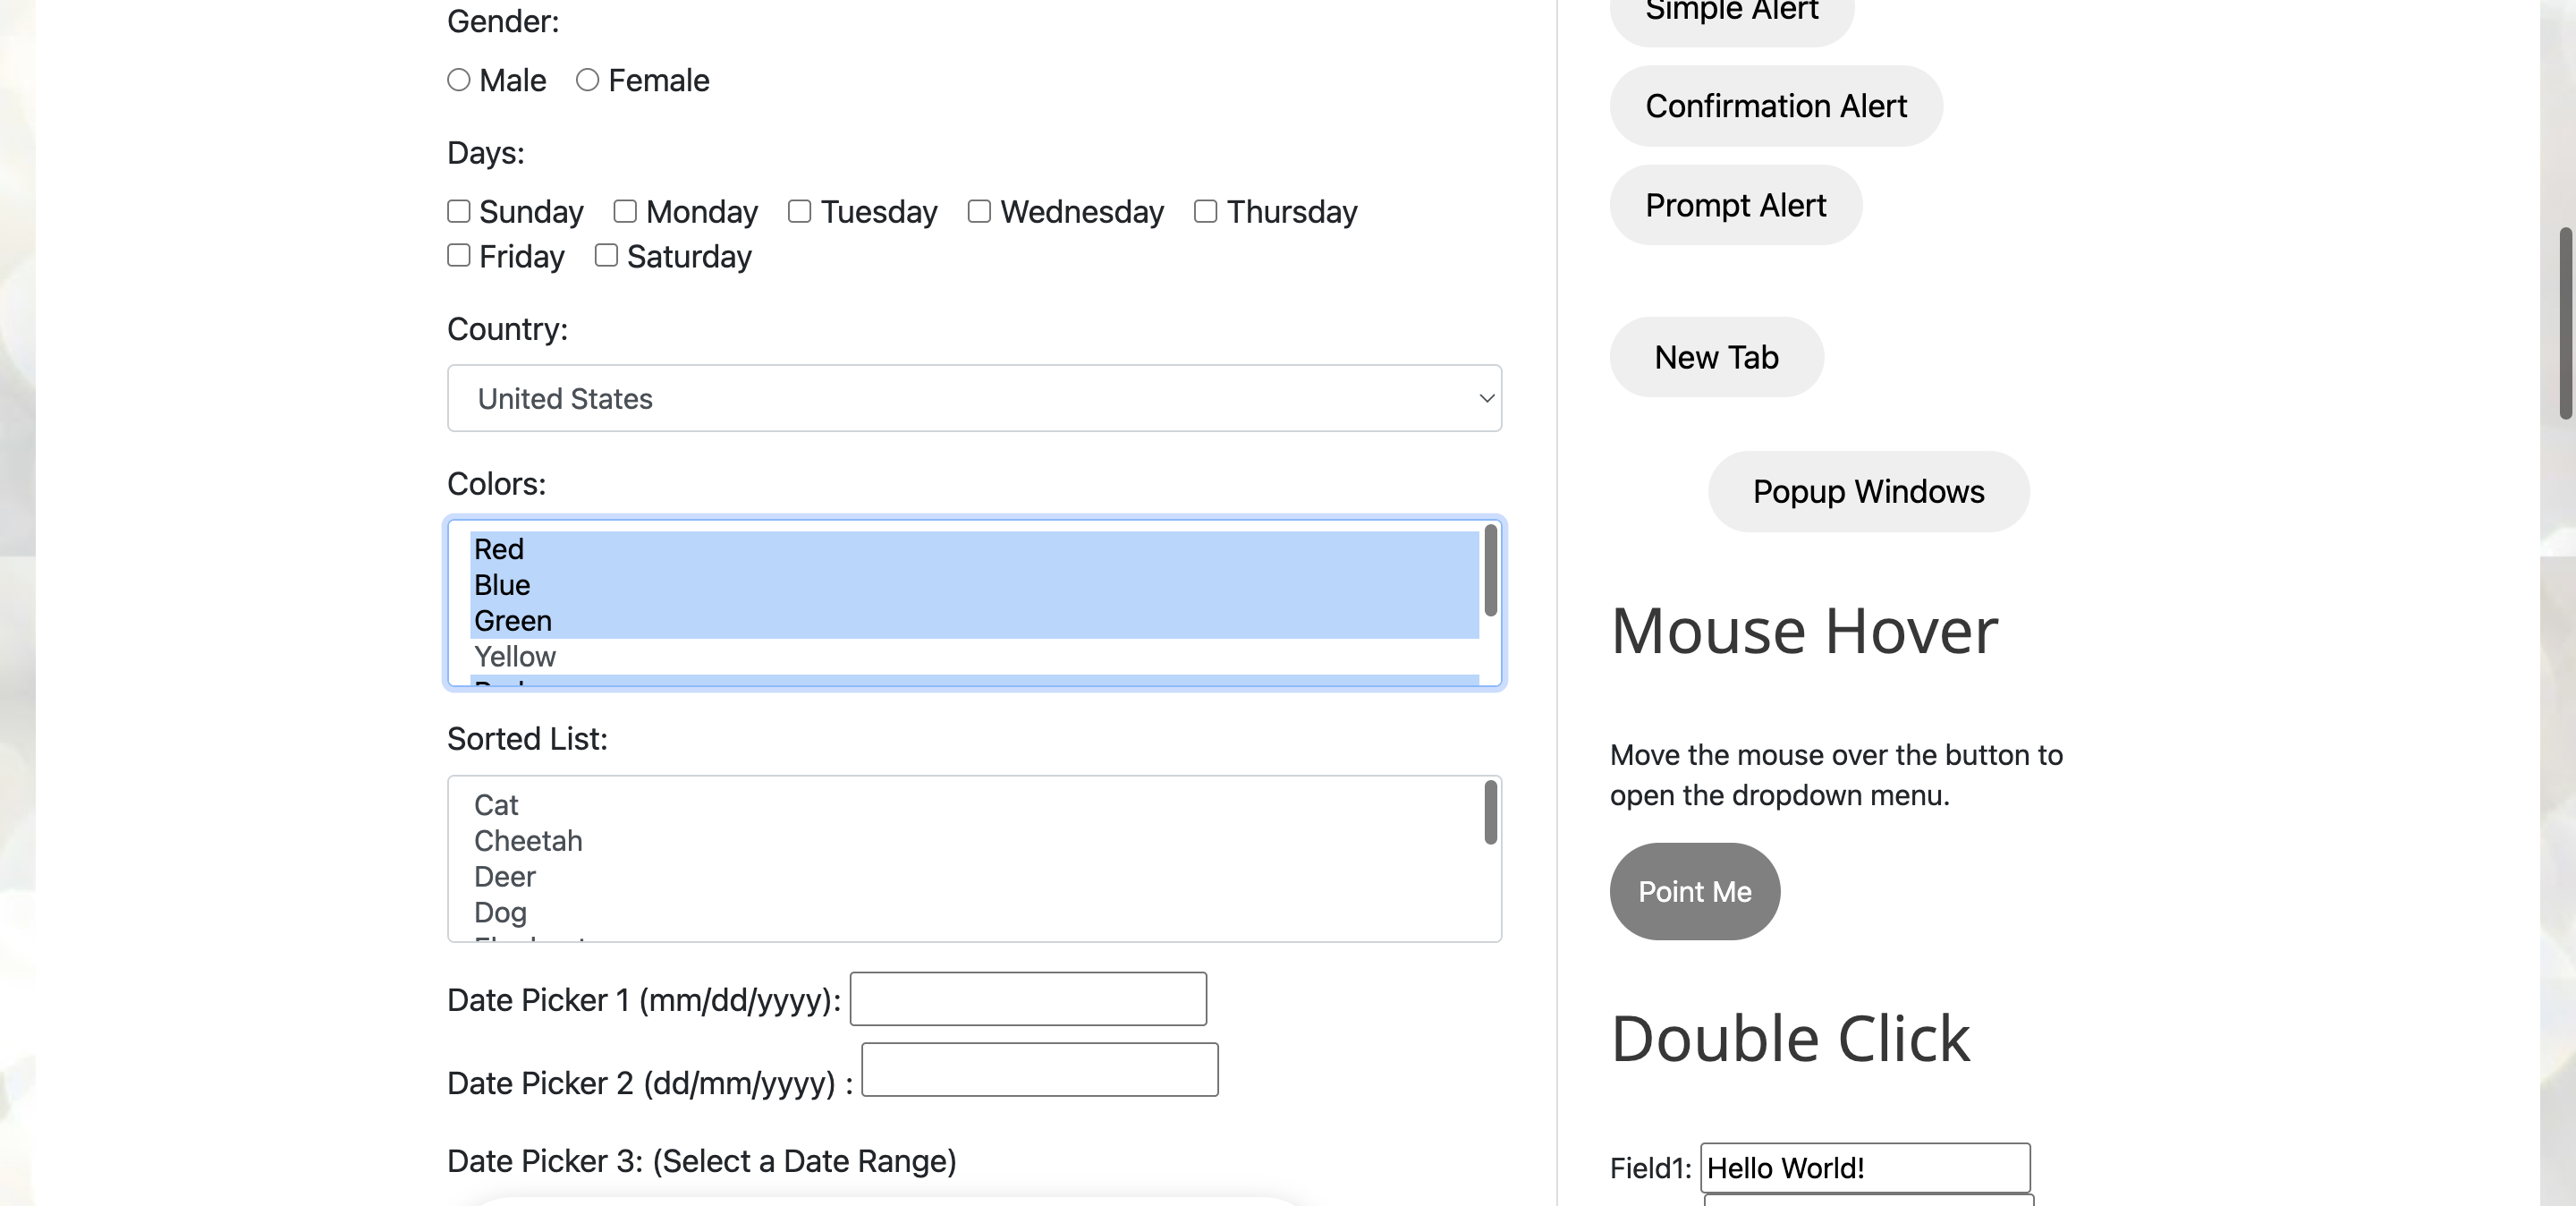 Gender:
Male Female
Days:
Sunday Monday Tuesday Wednesday Thursday
Friday Saturday
Country:
United States
Colors:
Red
Blue
Green
Yellow
Sorted List:
Cat
Cheetah
Deer
Dog
Date Picker 1 (mm/dd/yyyy):
Date Picker 2 (dd/mm/yyyy) :
Date Picker 3: (Select a Date Range)
Simple Alert
Confirmation Alert
Prompt Alert
New Tab
Popup Windows
Mouse Hover
Move the mouse over the button to
open the dropdown menu.
Point Me
Double Click
Field1: Hello World!